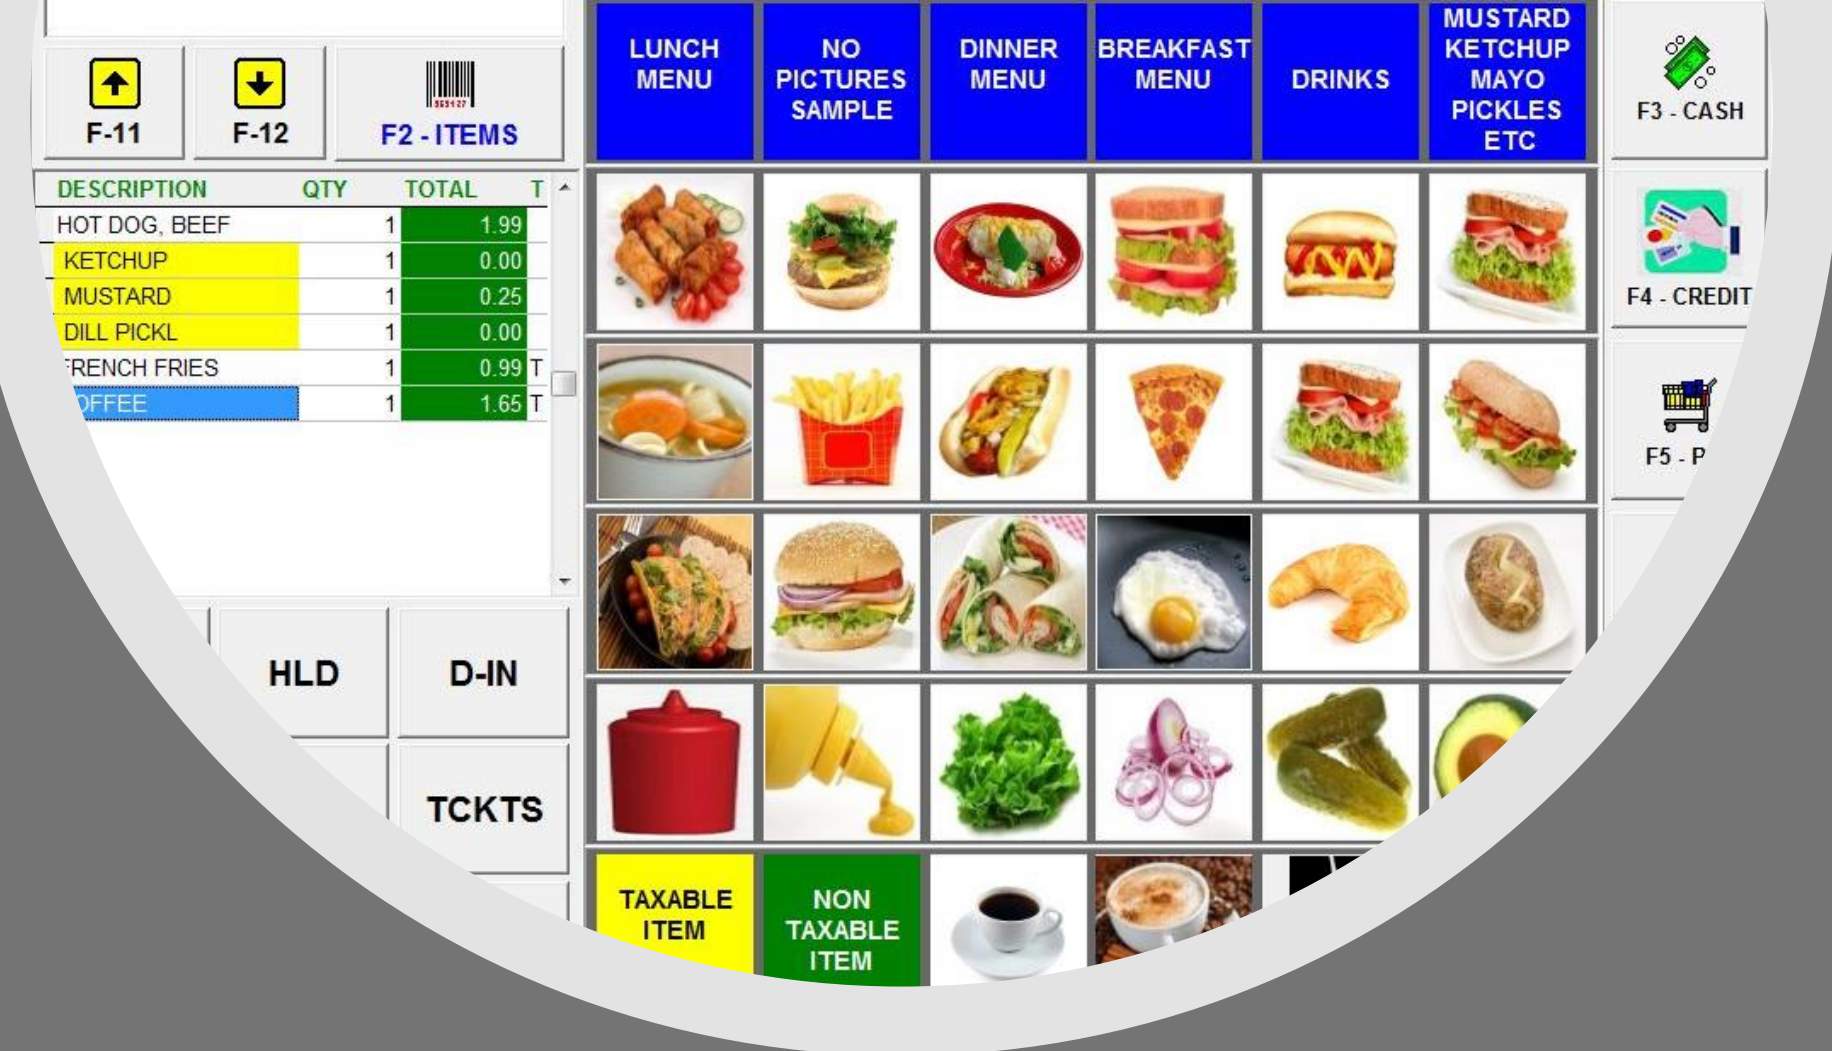 F-11
F-12
F2 - ITEMS
DESCRIPTION QTY TOTAL T
HOT DOG, BEEF 1 1.99
KETCHUP 1 0.00
MUSTARD 1 0.25
DILL PICKL 1 0.00
FRENCH FRIES 1 0.99 T
OFFEE 1 1.65 T
HLD
D-IN
TCKTS
LUNCH
MENU
NO
PICTURES
SAMPLE
DINNER
MENU
BREAKFAST
MENU
DRINKS
MUSTARD
KETCHUP
MAYO
PICKLES
ETC
TAXABLE
ITEM
NON
TAXABLE
ITEM
F3 - CASH
F4 - CREDIT
F5 - P